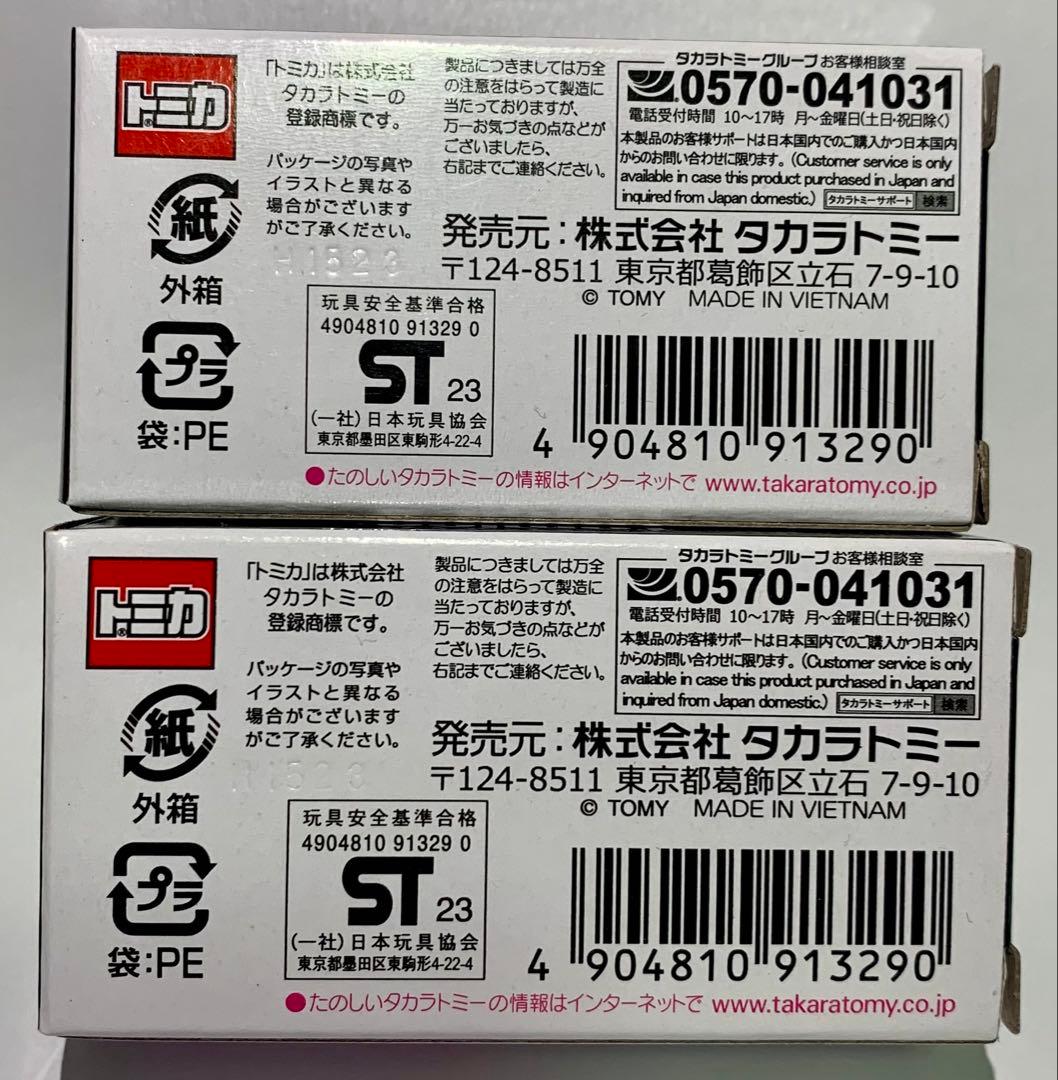 トミカ®
「トミカ」は株式会社
タカラトミーの
登録商標です。
パッケージの写真や
イラストと異なる
場合がございます
がご了承ください。
製品につきましては万全
の注意をはらって製造に
当たっておりますが、
万一お気づきの点などが
ございましたら、
右記までご連絡ください。
タカラトミーグループ お客様相談室
0570-041031
電話受付時間 10〜17時 月〜金曜日(土日・祝日除く)
本製品のお客様サポートは日本国内でのご購入かつ日本国内
からのお問い合わせに限ります。(Customer service is only
available in case this product purchased in Japan and
inquired from Japan domestic.) タカラトミーサポート 検索
発売元:株式会社 タカラトミー
〒124-8511 東京都葛飾区立石 7-9-10
© TOMY MADE IN VIETNAM
紙
外箱
プラ
袋:PE
H1523
玩具安全基準合格
4904810 91329 0
ST 23
(一社)日本玩具協会
東京都墨田区東駒形4-22-4
4 904810 913290
●たのしいタカラトミーの情報はインターネットで www.takaratomy.co.jp
トミカ®
「トミカ」は株式会社
タカラトミーの
登録商標です。
パッケージの写真や
イラストと異なる
場合がございます
がご了承ください。
製品につきましては万全
の注意をはらって製造に
当たっておりますが、
万一お気づきの点などが
ございましたら、
右記までご連絡ください。
タカラトミーグループ お客様相談室
0570-041031
電話受付時間 10〜17時 月〜金曜日(土日・祝日除く)
本製品のお客様サポートは日本国内でのご購入かつ日本国内
からのお問い合わせに限ります。(Customer service is only
available in case this product purchased in Japan and
inquired from Japan domestic.) タカラトミーサポート 検索
発売元:株式会社 タカラトミー
〒124-8511 東京都葛飾区立石 7-9-10
© TOMY MADE IN VIETNAM
紙
外箱
プラ
袋:PE
H1523
玩具安全基準合格
4904810 91329 0
ST 23
(一社)日本玩具協会
東京都墨田区東駒形4-22-4
4 904810 913290
●たのしいタカラトミーの情報はインターネットで www.takaratomy.co.jp